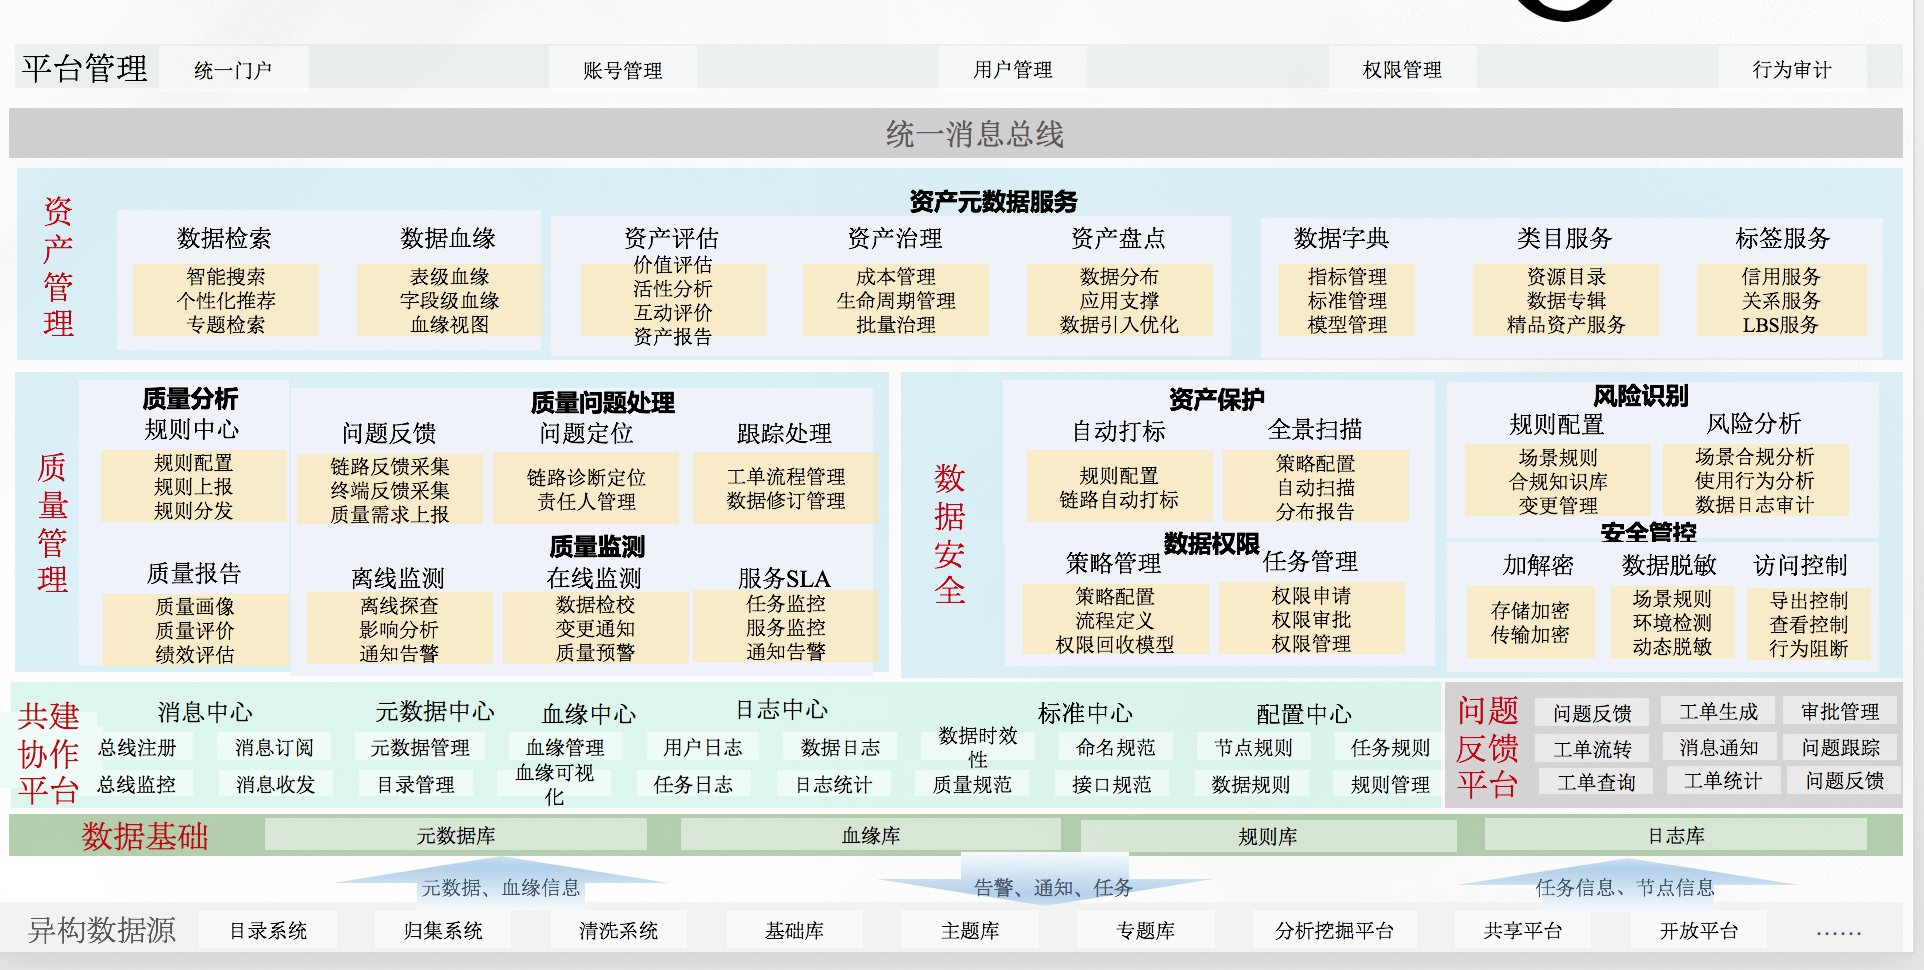 平台管理
统一门户
账号管理
用户管理
权限管理
行为审计
统一消息总线
资产管理
资产元数据服务
数据检索
智能搜索
个性化推荐
专题检索
数据血缘
表级血缘
字段级血缘
血缘视图
资产评估
价值评估
活性分析
互动评价
资产报告
资产治理
成本管理
生命周期管理
批量治理
资产盘点
数据分布
应用支撑
数据引入优化
数据字典
指标管理
标准管理
模型管理
类目服务
资源目录
数据专辑
精品资产服务
标签服务
信用服务
关系服务
LBS服务
质量管理
质量分析
规则中心
规则配置
规则上报
规则分发
质量报告
质量画像
质量评价
绩效评估
质量问题处理
问题反馈
链路反馈采集
终端反馈采集
质量需求上报
问题定位
链路诊断定位
责任人管理
跟踪处理
工单流程管理
数据修订管理
质量监测
离线监测
离线探查
影响分析
通知告警
在线监测
数据检校
变更通知
质量预警
服务SLA
任务监控
服务监控
通知告警
数据安全
资产保护
自动打标
规则配置
链路自动打标
全景扫描
策略配置
自动扫描
分布报告
数据权限
策略管理
策略配置
流程定义
权限回收模型
任务管理
权限申请
权限审批
权限管理
风险识别
规则配置
场景规则
合规知识库
变更管理
风险分析
场景合规分析
使用行为分析
数据日志审计
安全管控
加解密
存储加密
传输加密
数据脱敏
场景规则
环境检测
动态脱敏
访问控制
导出控制
查看控制
行为阻断
共建
协作
平台
消息中心
总线注册
消息订阅
总线监控
消息收发
元数据中心
元数据管理
目录管理
血缘中心
血缘管理
血缘可视
化
日志中心
用户日志
数据日志
任务日志
日志统计
标准中心
数据时效
性
命名规范
质量规范
接口规范
配置中心
节点规则
任务规则
数据规则
规则管理
问题
反馈
平台
问题反馈
工单生成
审批管理
工单流转
消息通知
问题跟踪
工单查询
工单统计
问题反馈
数据基础
元数据库
血缘库
规则库
日志库
元数据、血缘信息
告警、通知、任务
任务信息、节点信息
异构数据源
目录系统
归集系统
清洗系统
基础库
主题库
专题库
分析挖掘平台
共享平台
开放平台
……